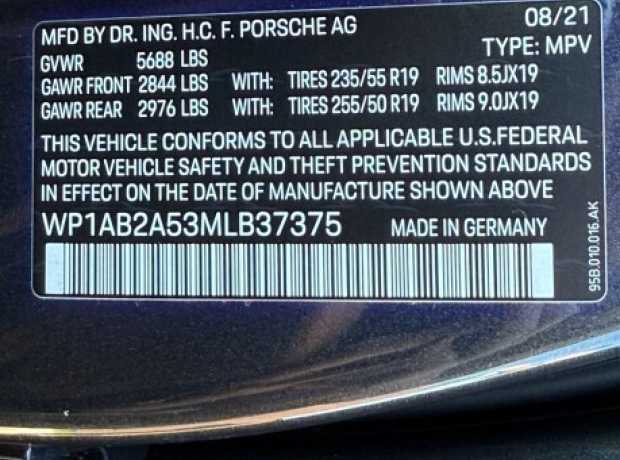 MFD BY DR. ING. H.C. F. PORSCHE AG 08/21
GVWR 5688 LBS TYPE: MPV
GAWR FRONT 2844 LBS WITH: TIRES 235/55 R19 RIMS 8.5JX19
GAWR REAR 2976 LBS WITH: TIRES 255/50 R19 RIMS 9.0JX19
THIS VEHICLE CONFORMS TO ALL APPLICABLE U.S.FEDERAL
MOTOR VEHICLE SAFETY AND THEFT PREVENTION STANDARDS
IN EFFECT ON THE DATE OF MANUFACTURE SHOWN ABOVE
WP1AB2A53MLB37375 MADE IN GERMANY
95B.010.016.AK